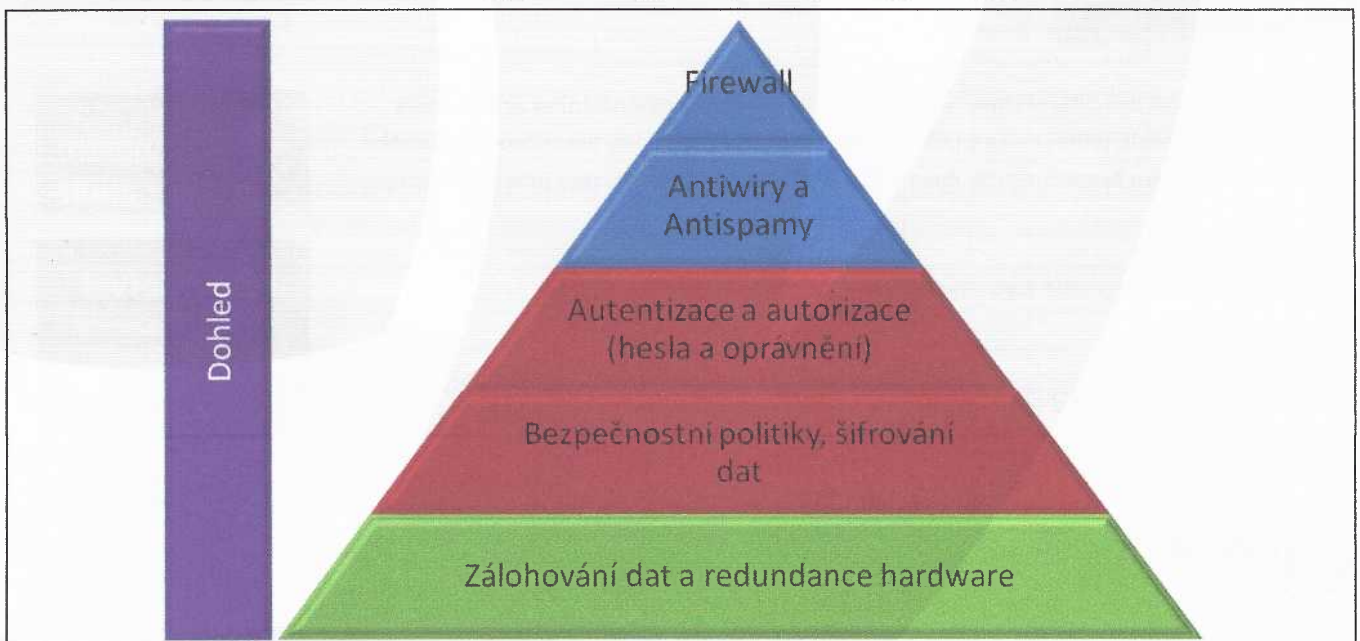 Dohled
Firewall
Antiwiry a
Antispamy
Autentizace a autorizace
(hesla a oprávnění)
Bezpečnostní politiky, šifrování
dat
Zálohování dat a redundance hardware